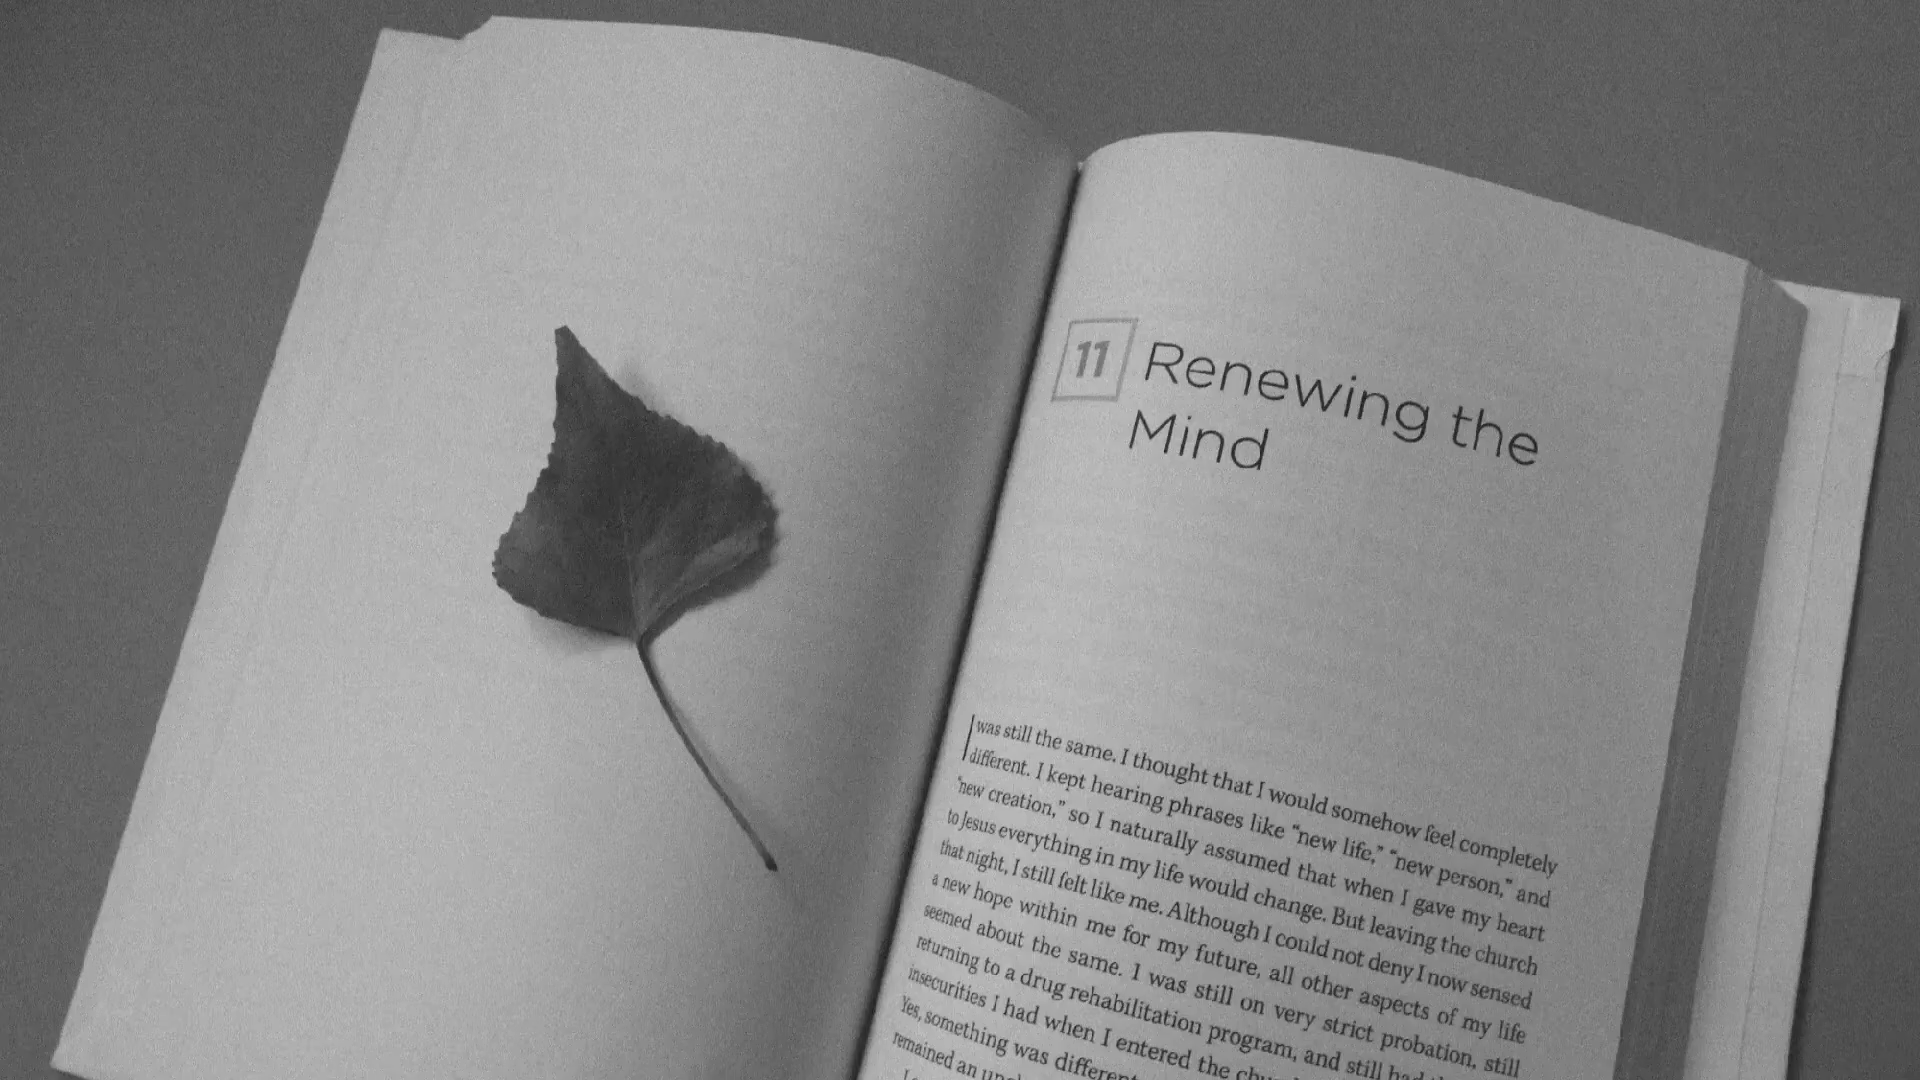 11
Renewing the
Mind
I was still the same. I thought that I would somehow feel completely
different. I kept hearing phrases like “new life,” “new person,” and
“new creation,” so I naturally assumed that when I gave my heart
to Jesus everything in my life would change. But leaving the church
that night, I still felt like me. Although I could not deny I now sensed
a new hope within me for my future, all other aspects of my life
seemed about the same. I was still on very strict probation, still
returning to a drug rehabilitation program, and still had
insecurities I had when I entered the
Yes, something was different
remained an